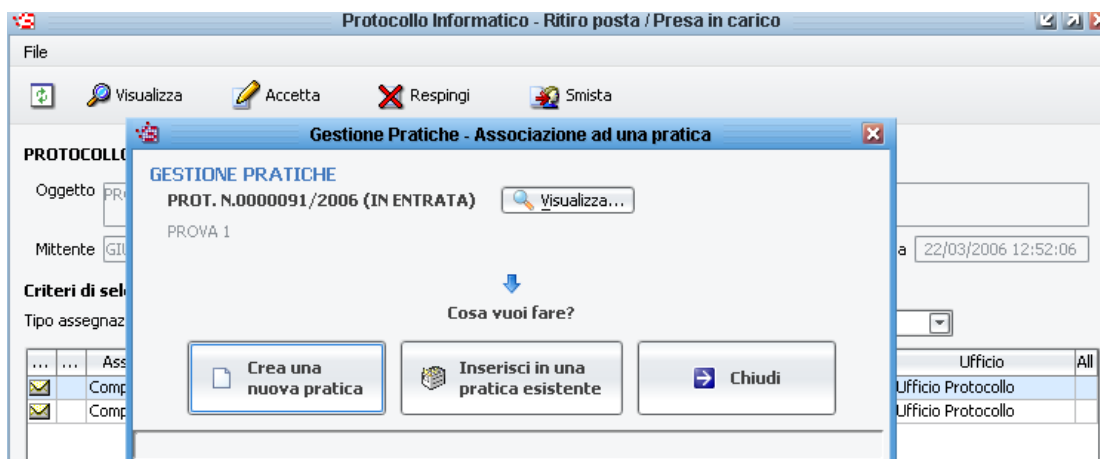 Protocollo Informatico - Ritiro posta / Presa in carico
File
Visualizza Accetta Respingi Smista
Gestione Pratiche - Associazione ad una pratica
GESTIONE PRATICHE
PROT. N.0000091/2006 (IN ENTRATA) Visualizza...
PROVA 1
Oggetto
Mittente
a 22/03/2006 12:52:06
Cosa vuoi fare?
Criteri di
Tipo
Crea una nuova pratica
Inserisci in una pratica esistente
Chiudi
... ... Ass Ufficio All
Comp Ufficio Protocollo
Comp Ufficio Protocollo